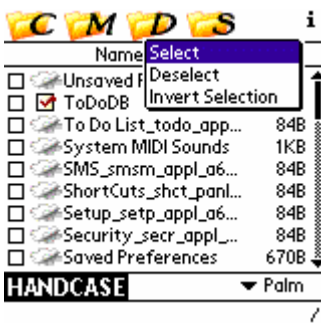 C M D S i
Name
Select
Deselect
Invert Selection
Unsaved
ToDoDB
To Do List_todo_app... 84B
System MIDI Sounds 1KB
SMS_smsm_appl_a6... 84B
ShortCuts_shct_panl... 84B
Setup_setp_appl_a6... 84B
Security_secr_appl_... 84B
Saved Preferences 670B
HANDCASE Palm
/